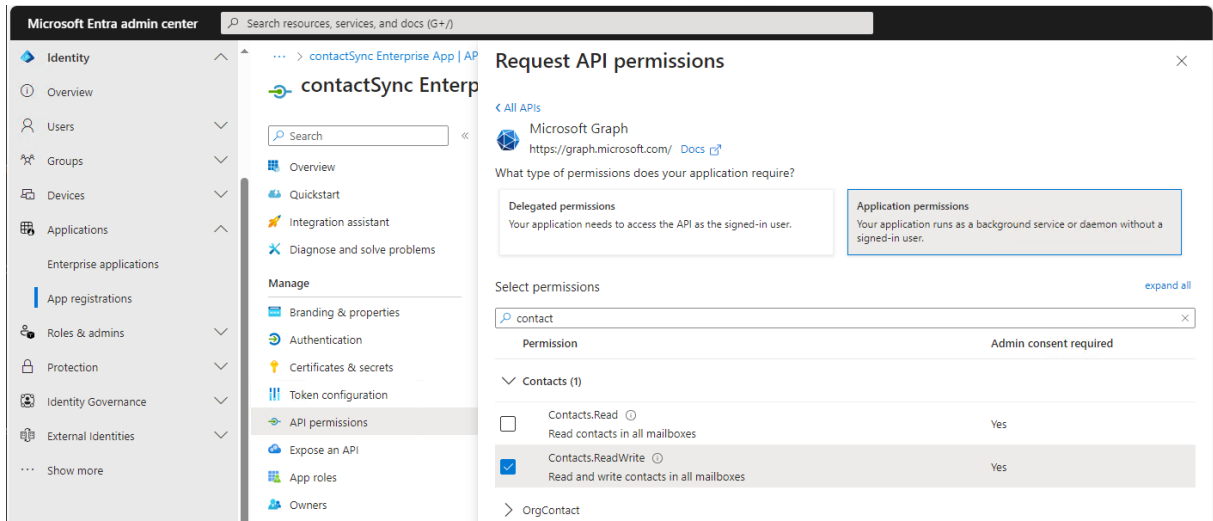 Microsoft Entra admin center
Search resources, services, and docs (G+/)
Identity
Overview
Users
Groups
Devices
Applications
Enterprise applications
App registrations
Roles & admins
Protection
Identity Governance
External Identities
Show more
··· > contactSync Enterprise App | AP
contactSync Enterp
Search
Overview
Quickstart
Integration assistant
Diagnose and solve problems
Manage
Branding & properties
Authentication
Certificates & secrets
Token configuration
API permissions
Expose an API
App roles
Owners
Request API permissions
All APIs
Microsoft Graph
https://graph.microsoft.com/ Docs
What type of permissions does your application require?
Delegated permissions
Your application needs to access the API as the signed-in user.
Application permissions
Your application runs as a background service or daemon without a
signed-in user.
Select permissions
expand all
contact
Permission
Admin consent required
Contacts (1)
Contacts.Read
Read contacts in all mailboxes
Yes
Contacts.ReadWrite
Read and write contacts in all mailboxes
Yes
OrgContact